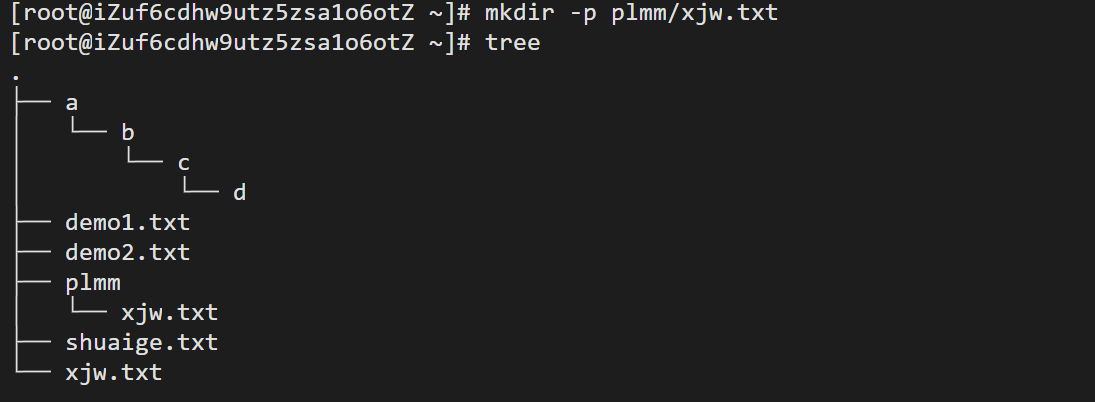 [root@iZuf6cdhw9utz5zsa1o6otZ ~]# mkdir -p plmm/xjw.txt
[root@iZuf6cdhw9utz5zsa1o6otZ ~]# tree
.
├── a
│   └── b
│       └── c
│           └── d
├── demo1.txt
├── demo2.txt
├── plmm
│   └── xjw.txt
├── shuaige.txt
└── xjw.txt